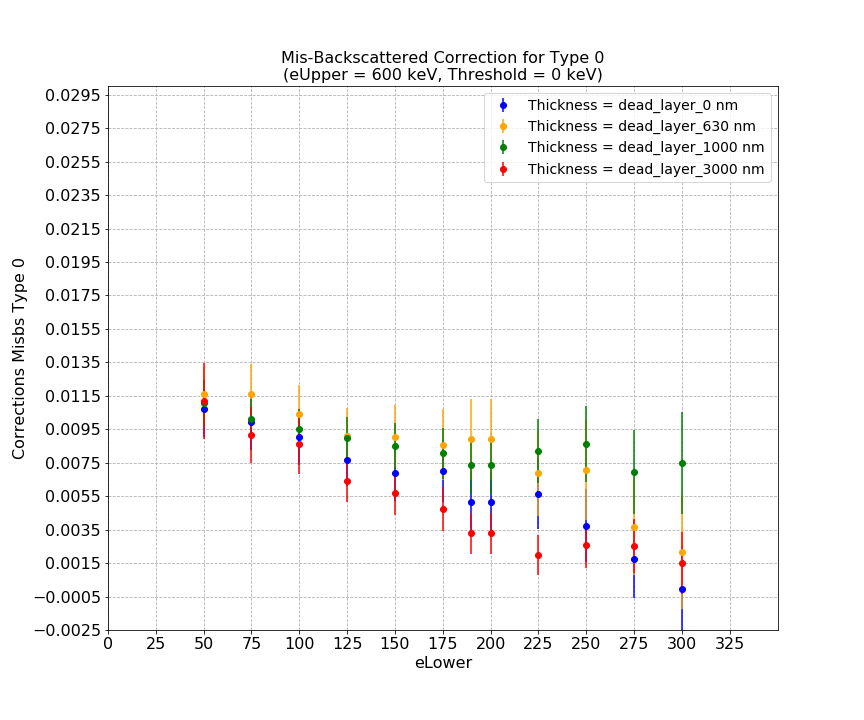 Mis-Backscattered Correction for Type 0
(eUpper = 600 keV, Threshold = 0 keV)
Thickness = dead_layer_0 nm
Thickness = dead_layer_630 nm
Thickness = dead_layer_1000 nm
Thickness = dead_layer_3000 nm
Corrections Misbs Type 0
0.0295
0.0275
0.0255
0.0235
0.0215
0.0195
0.0175
0.0155
0.0135
0.0115
0.0095
0.0075
0.0055
0.0035
0.0015
−0.0005
−0.0025
0 25 50 75 100 125 150 175 200 225 250 275 300 325
eLower